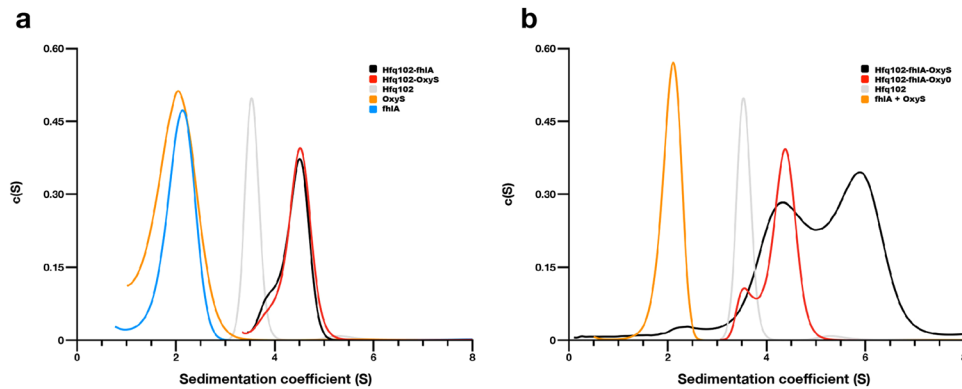 a
0.60
0.45
0.30
0.15
0
c(S)
0
2
4
6
8
Sedimentation coefficient (S)
Hfq102-fhlA
Hfq102-OxyS
Hfq102
OxyS
fhlA
b
0.60
0.45
0.30
0.15
0
c(S)
0
2
4
6
8
Sedimentation coefficient (S)
Hfq102-fhlA-OxyS
Hfq102-fhlA-Oxy0
Hfq102
fhlA + OxyS